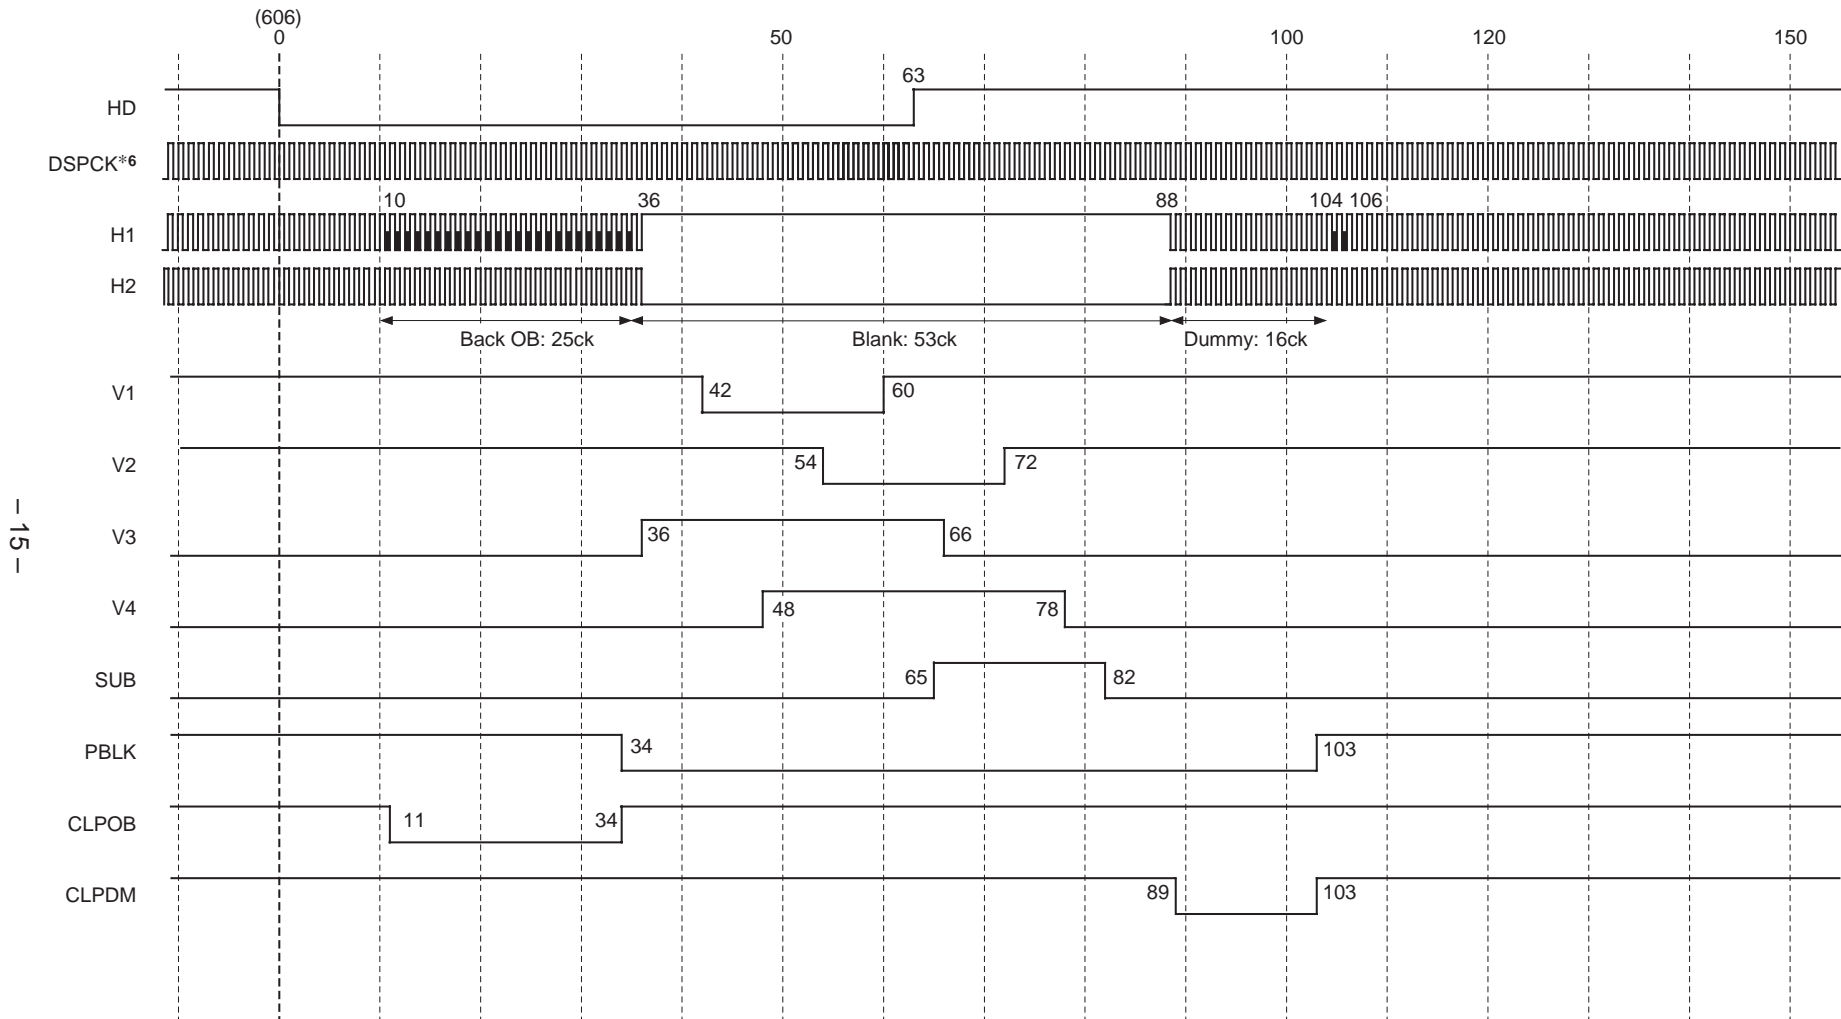 (606)
0 50 100 120 150
63
HD
DSPCK*6
10 36 88 104 106
H1
H2
Back OB: 25ck Blank: 53ck Dummy: 16ck
V1 42 60
V2 54 72
V3 36 66
V4 48 78
SUB 65 82
PBLK 34 103
CLPOB 11 34
CLPDM 89 103
– 15 –